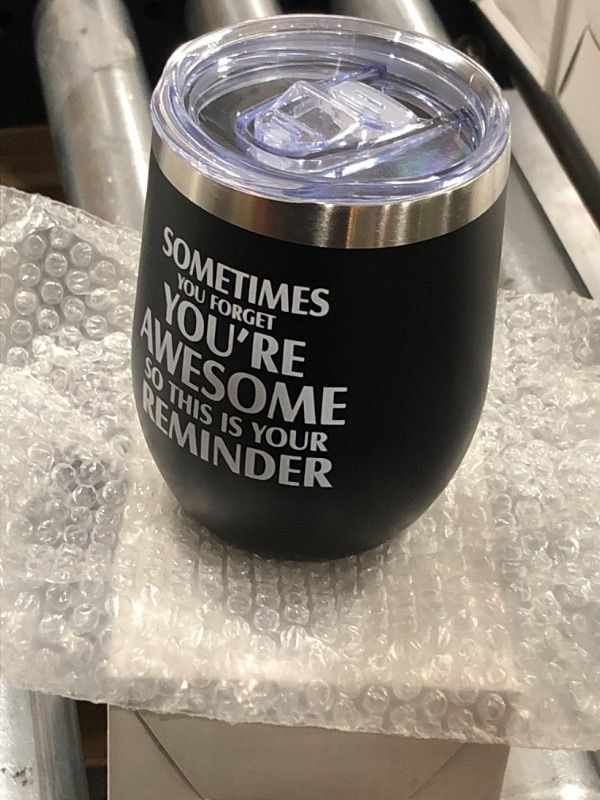 SOMETIMES
YOU FORGET
YOU'RE
AWESOME
SO THIS IS YOUR
REMINDER